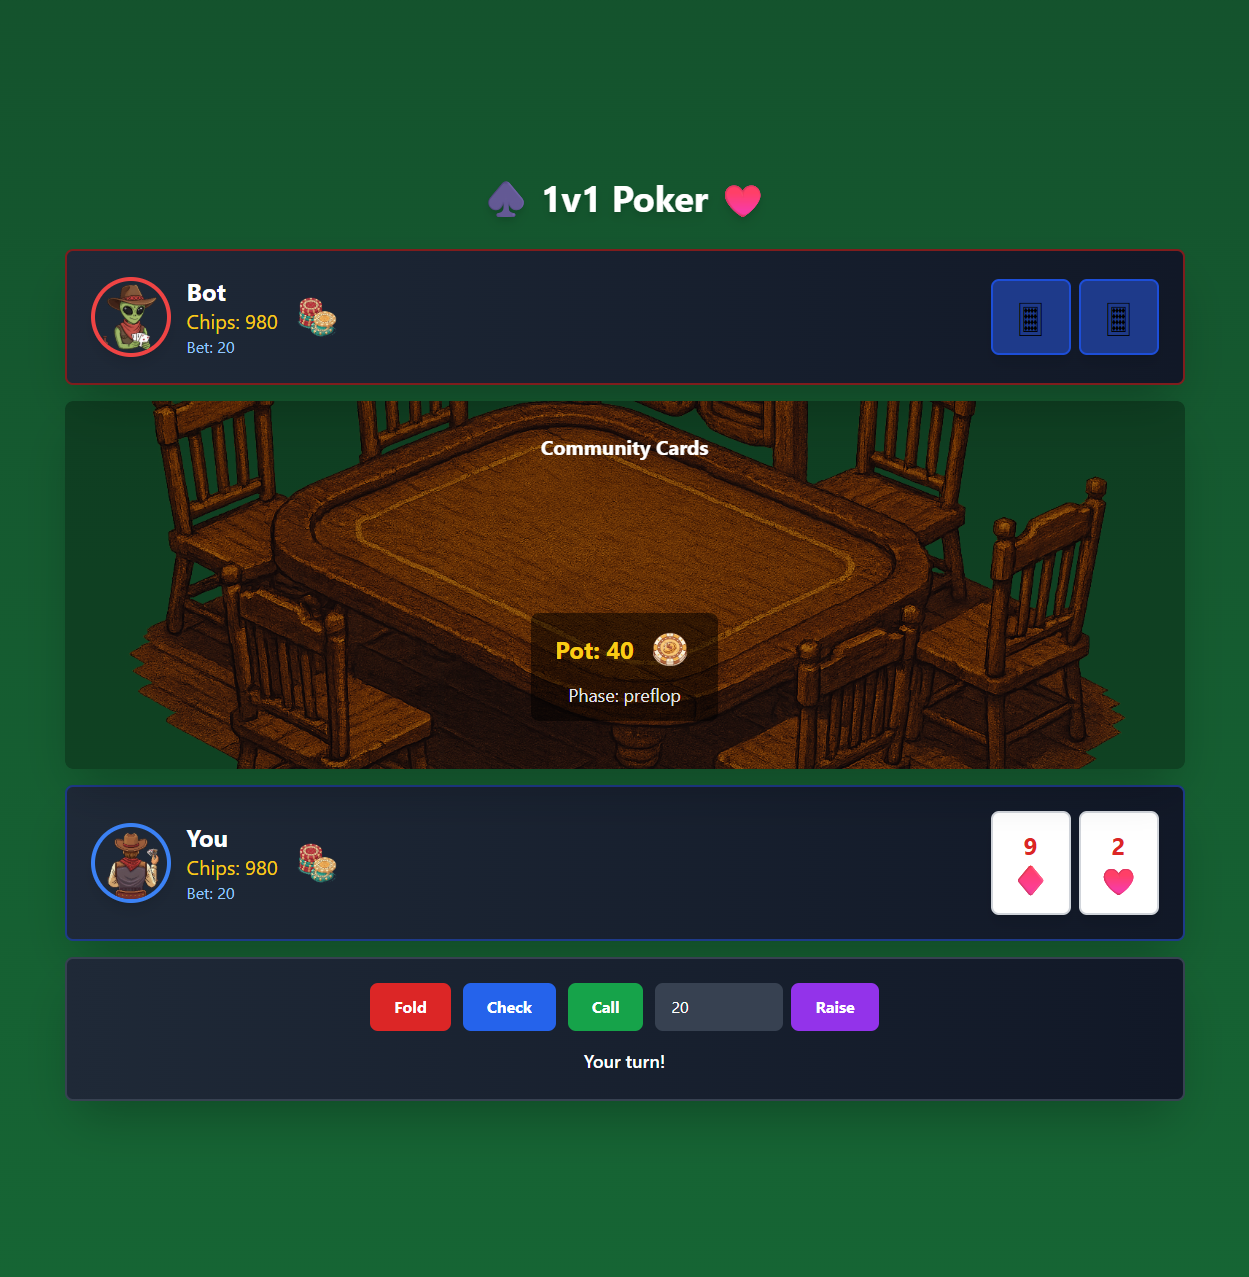 1v1 Poker
Bot
Chips: 980
Bet: 20
Community Cards
Pot: 40
Phase: preflop
You
Chips: 980
Bet: 20
9 2
Fold Check Call 20 Raise
Your turn!